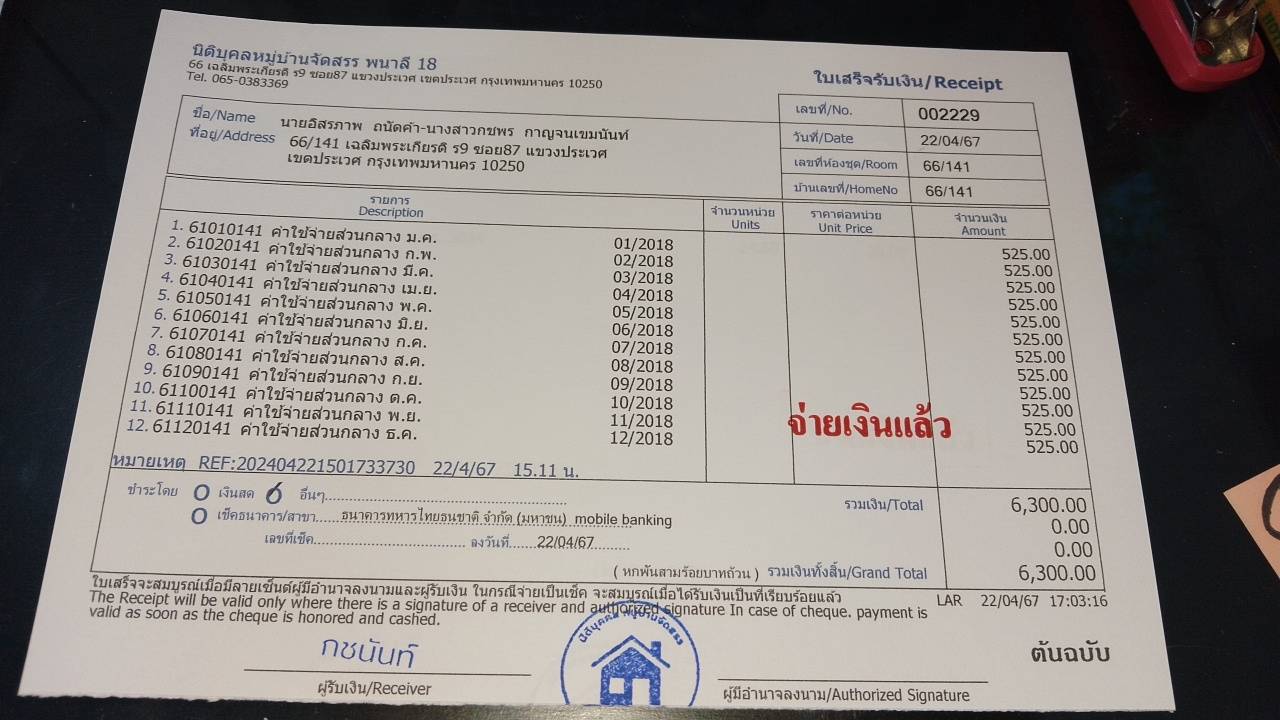 นิติบุคลหมู่บ้านจัดสรร พนาลี 18
66 เฉลิมพระเกียรติ ร9 ซอย87 แขวงประเวศ เขตประเวศ กรุงเทพมหานคร 10250
Tel. 065-0383369
ใบเสร็จรับเงิน/Receipt
ชื่อ/Name นายอิสรภาพ ถนัดค้า-นางสาวกชพร กาญจนเขมนันท์
ที่อยู่/Address 66/141 เฉลิมพระเกียรติ ร9 ซอย87 แขวงประเวศ
เขตประเวศ กรุงเทพมหานคร 10250
เลขที่/No. 002229
วันที่/Date 22/04/67
เลขที่ห้องชุด/Room 66/141
บ้านเลขที่/HomeNo 66/141
รายการ จำนวนหน่วย ราคาต่อหน่วย จำนวนเงิน
Description Units Unit Price Amount
1. 61010141 ค่าใช้จ่ายส่วนกลาง ม.ค. 01/2018 525.00
2. 61020141 ค่าใช้จ่ายส่วนกลาง ก.พ. 02/2018 525.00
3. 61030141 ค่าใช้จ่ายส่วนกลาง มี.ค. 03/2018 525.00
4. 61040141 ค่าใช้จ่ายส่วนกลาง เม.ย. 04/2018 525.00
5. 61050141 ค่าใช้จ่ายส่วนกลาง พ.ค. 05/2018 525.00
6. 61060141 ค่าใช้จ่ายส่วนกลาง มิ.ย. 06/2018 525.00
7. 61070141 ค่าใช้จ่ายส่วนกลาง ก.ค. 07/2018 525.00
8. 61080141 ค่าใช้จ่ายส่วนกลาง ส.ค. 08/2018 525.00
9. 61090141 ค่าใช้จ่ายส่วนกลาง ก.ย. 09/2018 525.00
10. 61100141 ค่าใช้จ่ายส่วนกลาง ต.ค. 10/2018 525.00
11. 61110141 ค่าใช้จ่ายส่วนกลาง พ.ย. 11/2018 525.00
12. 61120141 ค่าใช้จ่ายส่วนกลาง ธ.ค. 12/2018 525.00
จ่ายเงินแล้ว
หมายเหตุ REF:202404221501733730 22/4/67 15.11 น.
ชำระโดย เงินสด อื่นๆ รวมเงิน/Total 6,300.00
เช็คธนาคาร/สาขา ธนาคารทหารไทยธนชาติ จำกัด (มหาชน) mobile banking 0.00
เลขที่เช็ค ลงวันที่ 22/04/67 0.00
( หกพันสามร้อยบาทถ้วน ) รวมเงินทั้งสิ้น/Grand Total 6,300.00
ใบเสร็จจะสมบูรณ์เมื่อมีลายเซ็นต์ผู้มีอำนาจลงนามและผู้รับเงิน ในกรณีจ่ายเป็นเช็ค จะสมบูรณ์เมื่อได้รับเงินเป็นที่เรียบร้อยแล้ว
The Receipt will be valid only where there is a signature of a receiver and authorized signature In case of cheque. payment is
valid as soon as the cheque is honored and cashed.
LAR 22/04/67 17:03:16
นิติบุคคล หมู่บ้านจัดสรร
กชนันท์
ต้นฉบับ
ผู้รับเงิน/Receiver
ผู้มีอำนาจลงนาม/Authorized Signature